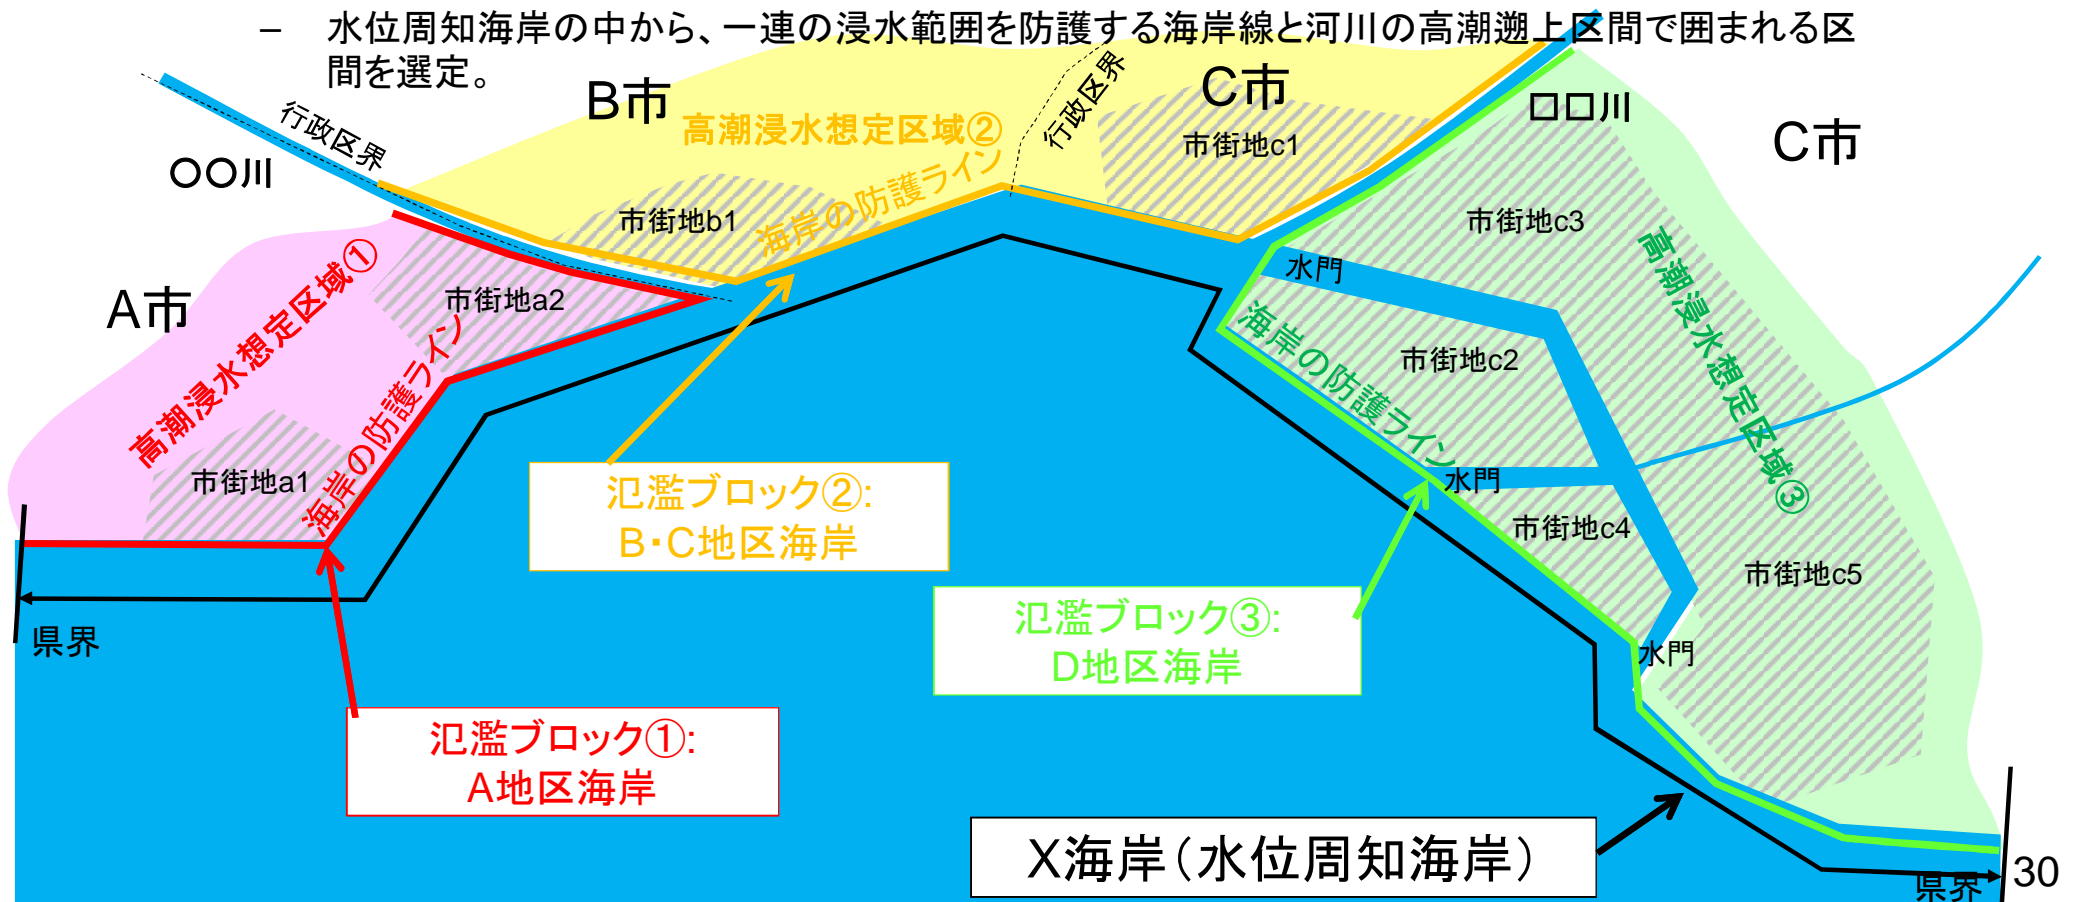 – 水位周知海岸の中から、一連の浸水範囲を防護する海岸線と河川の高潮遡上区間で囲まれる区
間を選定。
B市
C市
行政区界
行政区界
高潮浸水想定区域②
市街地c1
□□川
C市
○○川
海岸の防護ライン
市街地b1
市街地c3
高潮浸水想定区域①
水門
高潮浸水想定区域③
A市
市街地a2
海岸の防護ライン
市街地c2
海岸の防護ライン
市街地a1
水門
氾濫ブロック②:
B・C地区海岸
市街地c4
市街地c5
県界
氾濫ブロック③:
D地区海岸
水門
氾濫ブロック①:
A地区海岸
X海岸（水位周知海岸）
県界
30